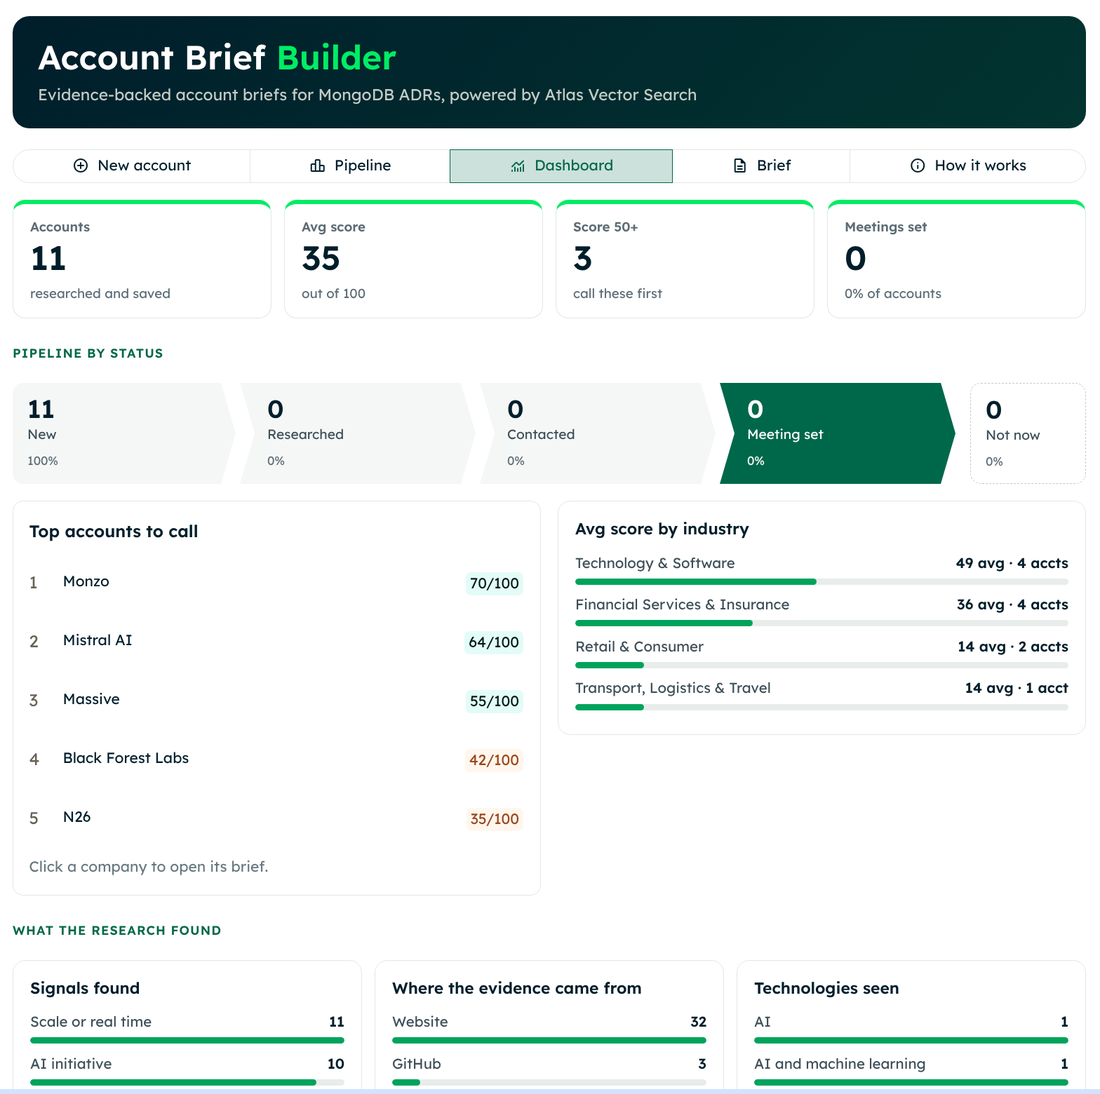 Account Brief Builder
Evidence-backed account briefs for MongoDB ADRs, powered by Atlas Vector Search
New account
Pipeline
Dashboard
Brief
How it works
Accounts
11
researched and saved
Avg score
35
out of 100
Score 50+
3
call these first
Meetings set
0
0% of accounts
PIPELINE BY STATUS
11
New
100%
0
Researched
0%
0
Contacted
0%
0
Meeting set
0%
0
Not now
0%
Top accounts to call
1 Monzo 70/100
2 Mistral AI 64/100
3 Massive 55/100
4 Black Forest Labs 42/100
5 N26 35/100
Click a company to open its brief.
Avg score by industry
Technology & Software 49 avg · 4 accts
Financial Services & Insurance 36 avg · 4 accts
Retail & Consumer 14 avg · 2 accts
Transport, Logistics & Travel 14 avg · 1 acct
WHAT THE RESEARCH FOUND
Signals found
Scale or real time 11
AI initiative 10
Where the evidence came from
Website 32
GitHub 3
Technologies seen
AI 1
AI and machine learning 1